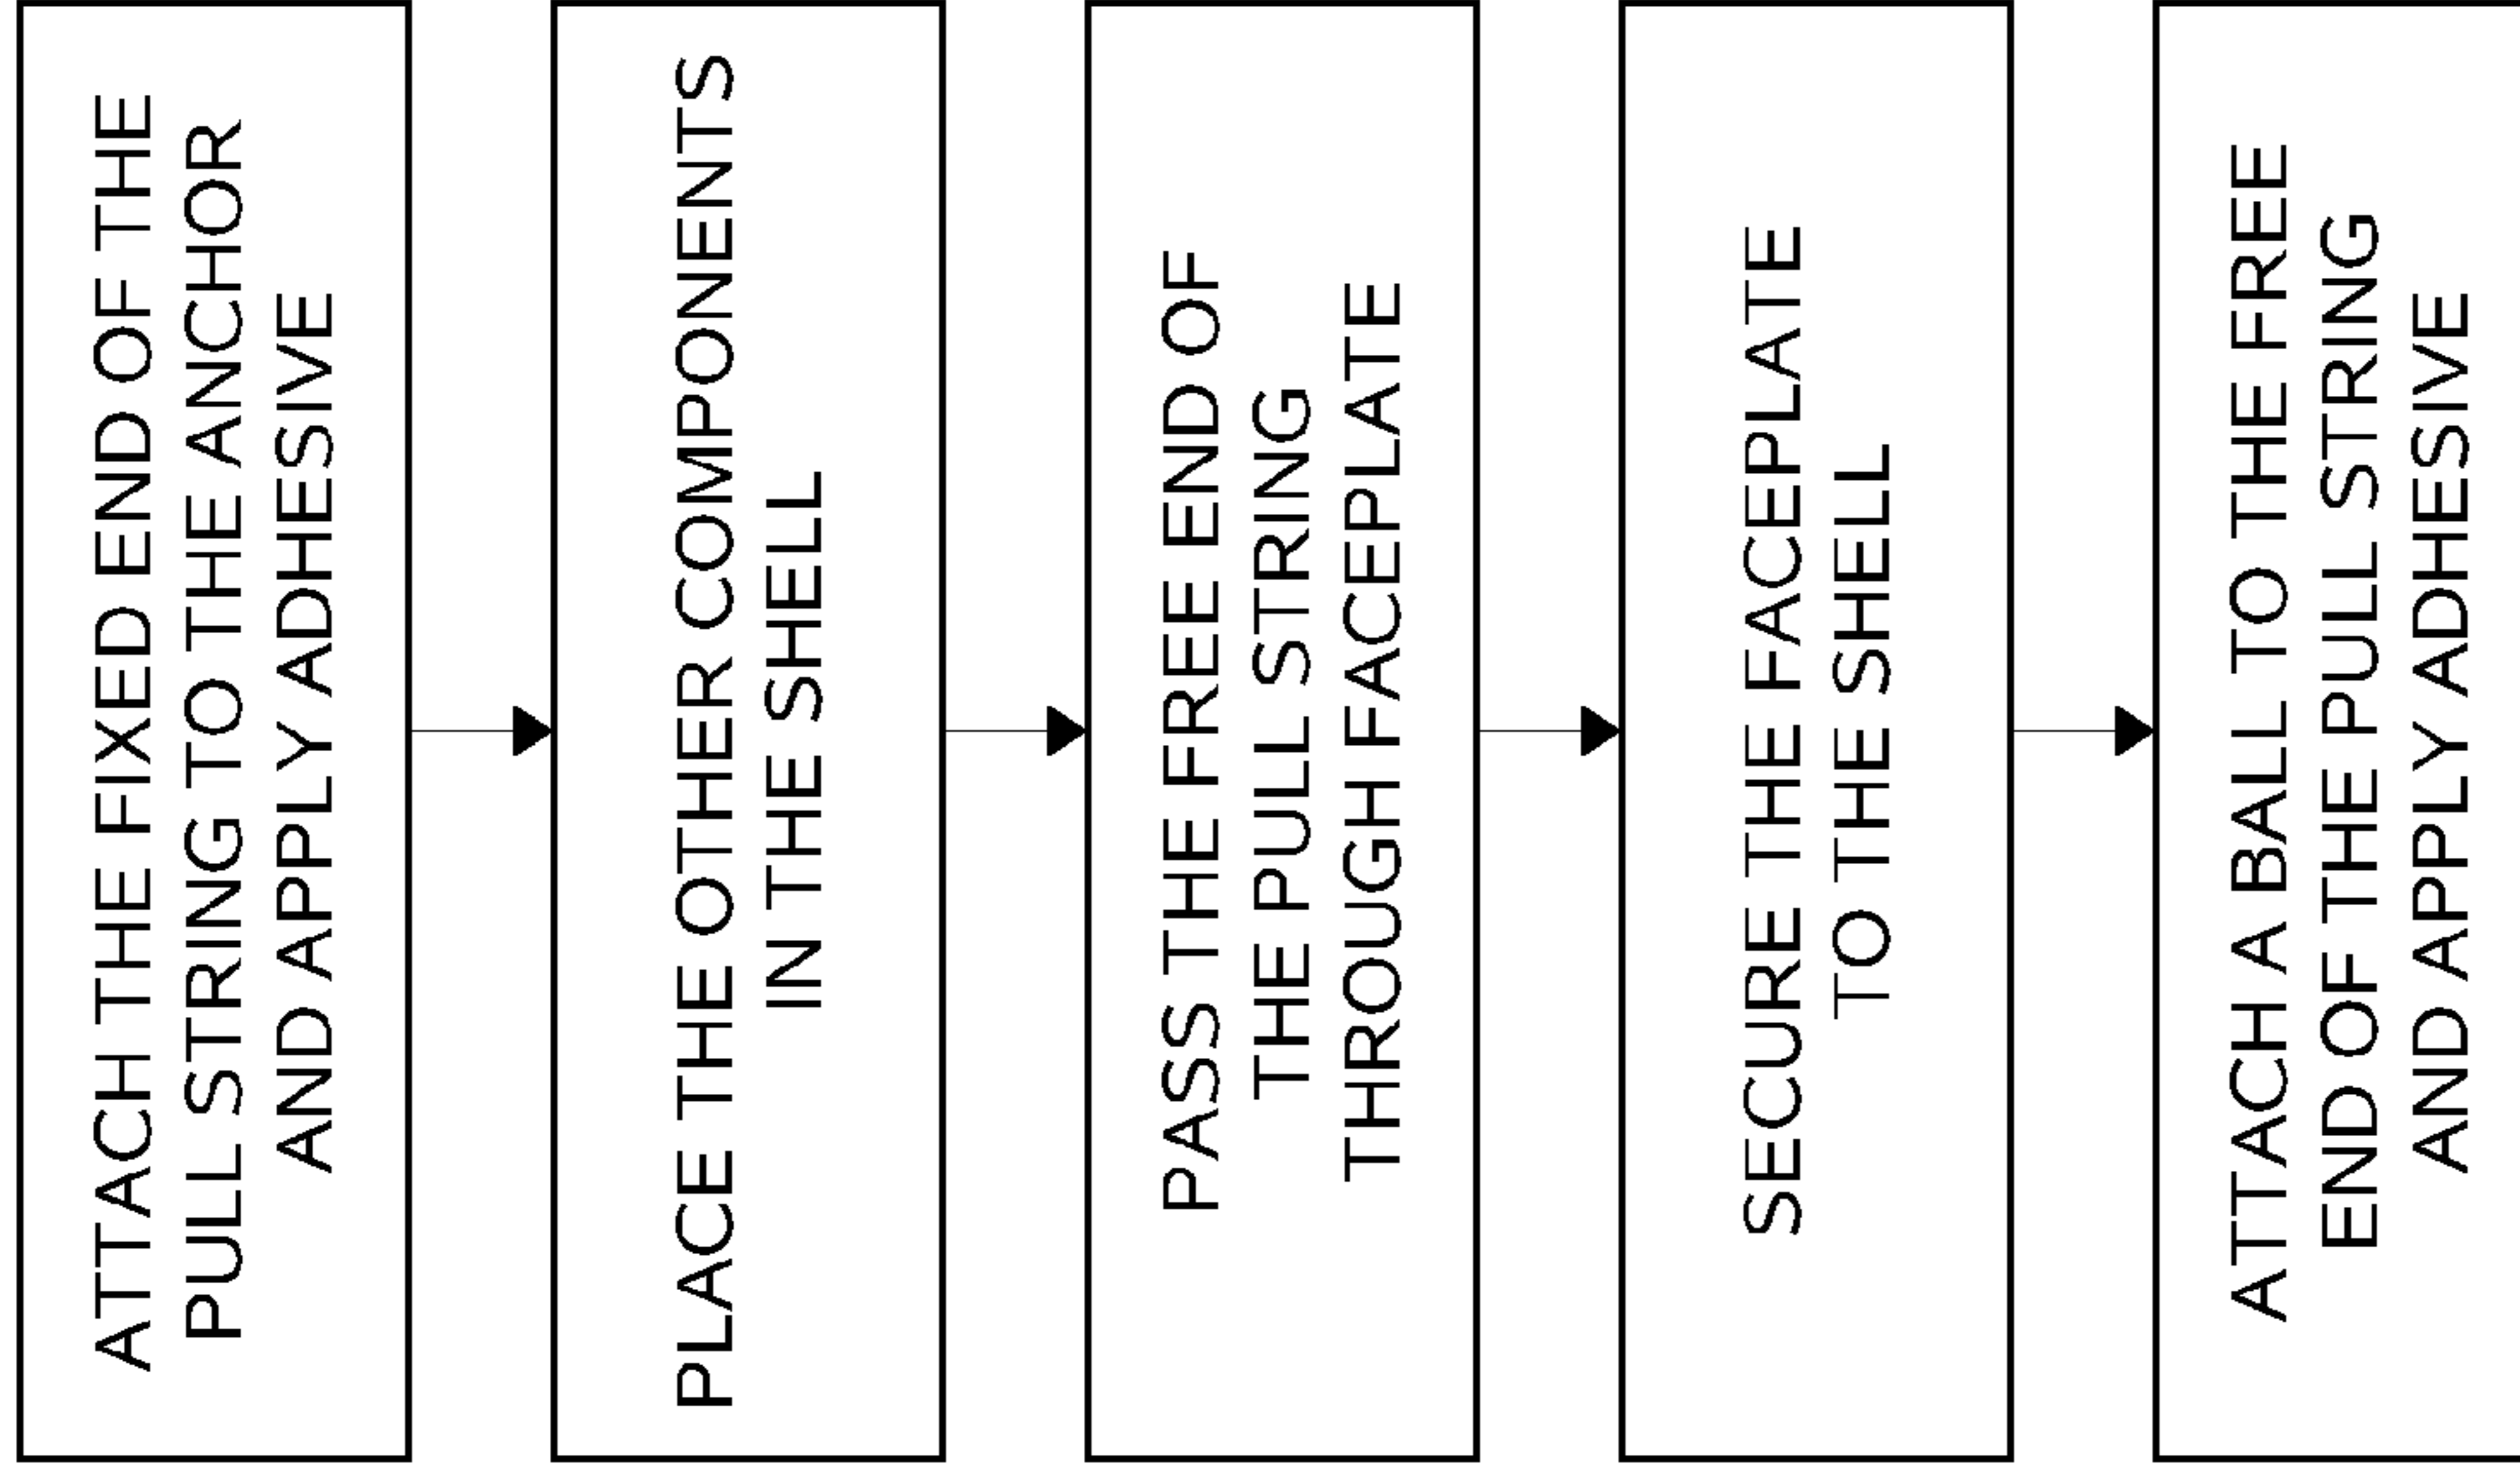 ATTACH THE FIXED END OF THE
PULL STRING TO THE ANCHOR
AND APPLY ADHESIVE
PLACE THE OTHER COMPONENTS
IN THE SHELL
PASS THE FREE END OF
THE PULL STRING
THROUGH FACEPLATE
SECURE THE FACEPLATE
TO THE SHELL
ATTACH A BALL TO THE FREE
END OF THE PULL STRING
AND APPLY ADHESIVE